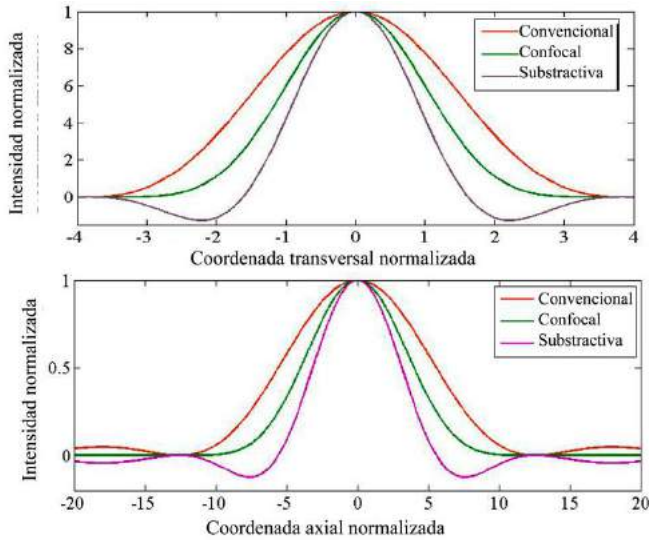 Intensidad normalizada
1
8
6
4
0
-4 -3 -2 -1 0 1 2 3 4
Coordenada transversal normalizada
Convencional
Confocal
Substractiva
Intensidad normalizada
1
0.5
0
-20 -15 -10 -5 0 5 10 15 20
Coordenada axial normalizada
Convencional
Confocal
Substractiva